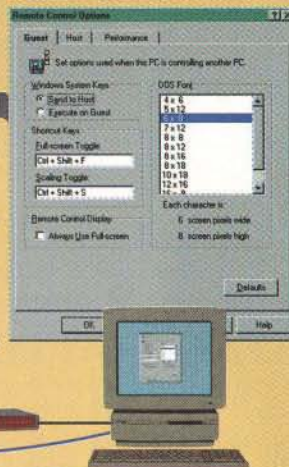 Remote Control Options
Guest Host Performance
Set options used when this PC is controlling another PC.
Windows System Keys
Send to Host
Execute on Guest
Shortcut Keys
Full-screen Toggle:
Ctrl + Shift + F
Scaling Toggle:
Ctrl + Shift + S
Remote Control Display
Always Use Full-screen
DOS Font:
4 x 6
5 x 12
6 x 8
7 x 12
8 x 8
8 x 12
8 x 16
8 x 18
10 x 18
12 x 16
Each character is:
6 screen pixels wide
8 screen pixels high
Defaults
OK
Help